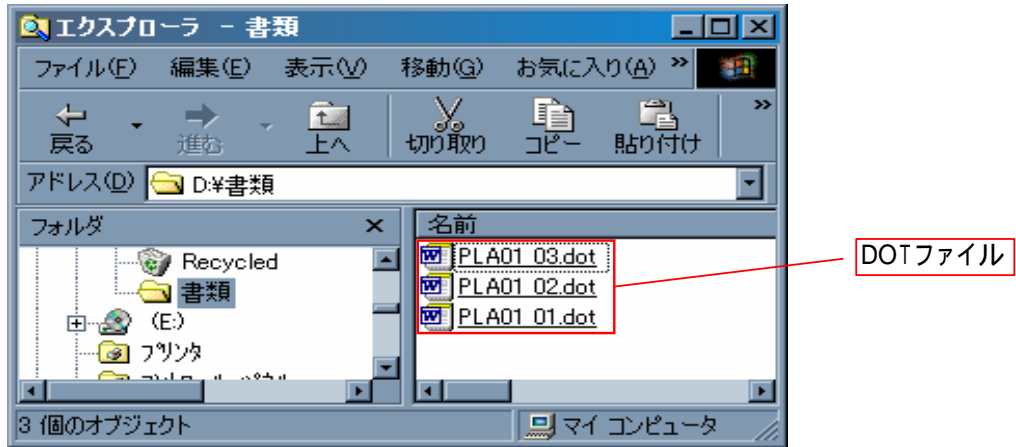 エクスプローラ - 書類
ファイル(F) 編集(E) 表示(V) 移動(G) お気に入り(A) »
戻る 進む 上へ 切り取り コピー 貼り付け »
アドレス(D) D:¥書類
フォルダ × 名前
Recycled
書類
(E:)
プリンタ
PLA01_03.dot
PLA01_02.dot
PLA01_01.dot
DOTファイル
3 個のオブジェクト マイ コンピュータ